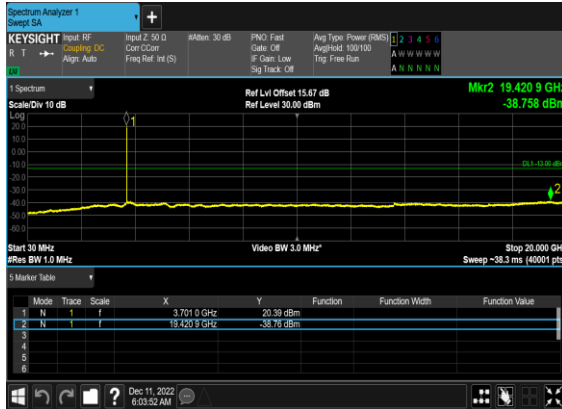 Spectrum Analyzer 1
Swept SA
+
KEYSIGHT Input: RF Input Z: 50 Ω #Atten: 30 dB PNO: Fast Avg Type: Power (RMS) 1 2 3 4 5 6
R T Coupling: DC Corr CCorr Gate: Off Avg|Hold: 100/100 A W W W W W
Align: Auto Freq Ref: Int (S) IF Gain: Low Trig: Free Run
LU Sig Track: Off A N N N N N
1 Spectrum Ref Lvl Offset 15.67 dB Mkr2 19.420 9 GHz
Scale/Div 10 dB Ref Level 30.00 dBm -38.758 dBm
Log
20.0 1
10.0
0.00
-10.0 DL1 -13.00 dBm
-20.0
-30.0 2
-40.0
-50.0
-60.0
Start 30 MHz Video BW 3.0 MHz* Stop 20.000 GHz
#Res BW 1.0 MHz Sweep ~38.3 ms (40001 pts)
5 Marker Table
Mode Trace Scale X Y Function Function Width Function Value
1 N 1 f 3.701 0 GHz 20.39 dBm
2 N 1 f 19.420 9 GHz -38.76 dBm
3
4
5
6
? Dec 11, 2022
6:03:52 AM